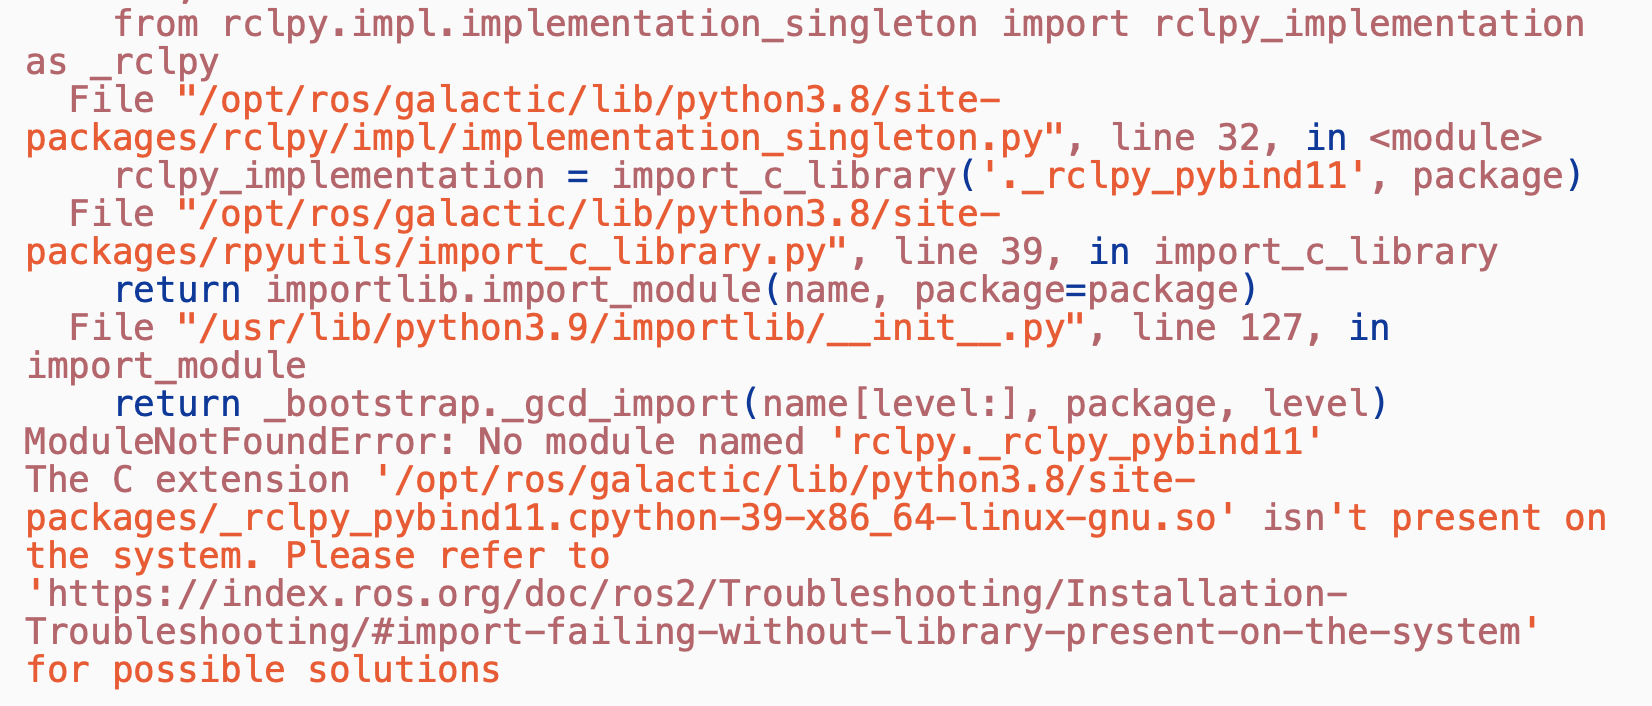 from rclpy.impl.implementation_singleton import rclpy_implementation
as _rclpy
File "/opt/ros/galactic/lib/python3.8/site-
packages/rclpy/impl/implementation_singleton.py", line 32, in <module>
rclpy_implementation = import_c_library('._rclpy_pybind11', package)
File "/opt/ros/galactic/lib/python3.8/site-
packages/rpyutils/import_c_library.py", line 39, in import_c_library
return importlib.import_module(name, package=package)
File "/usr/lib/python3.9/importlib/__init__.py", line 127, in
import_module
return _bootstrap._gcd_import(name[level:], package, level)
ModuleNotFoundError: No module named 'rclpy._rclpy_pybind11'
The C extension '/opt/ros/galactic/lib/python3.8/site-
packages/_rclpy_pybind11.cpython-39-x86_64-linux-gnu.so' isn't present on
the system. Please refer to
'https://index.ros.org/doc/ros2/Troubleshooting/Installation-
Troubleshooting/#import-failing-without-library-present-on-the-system'
for possible solutions